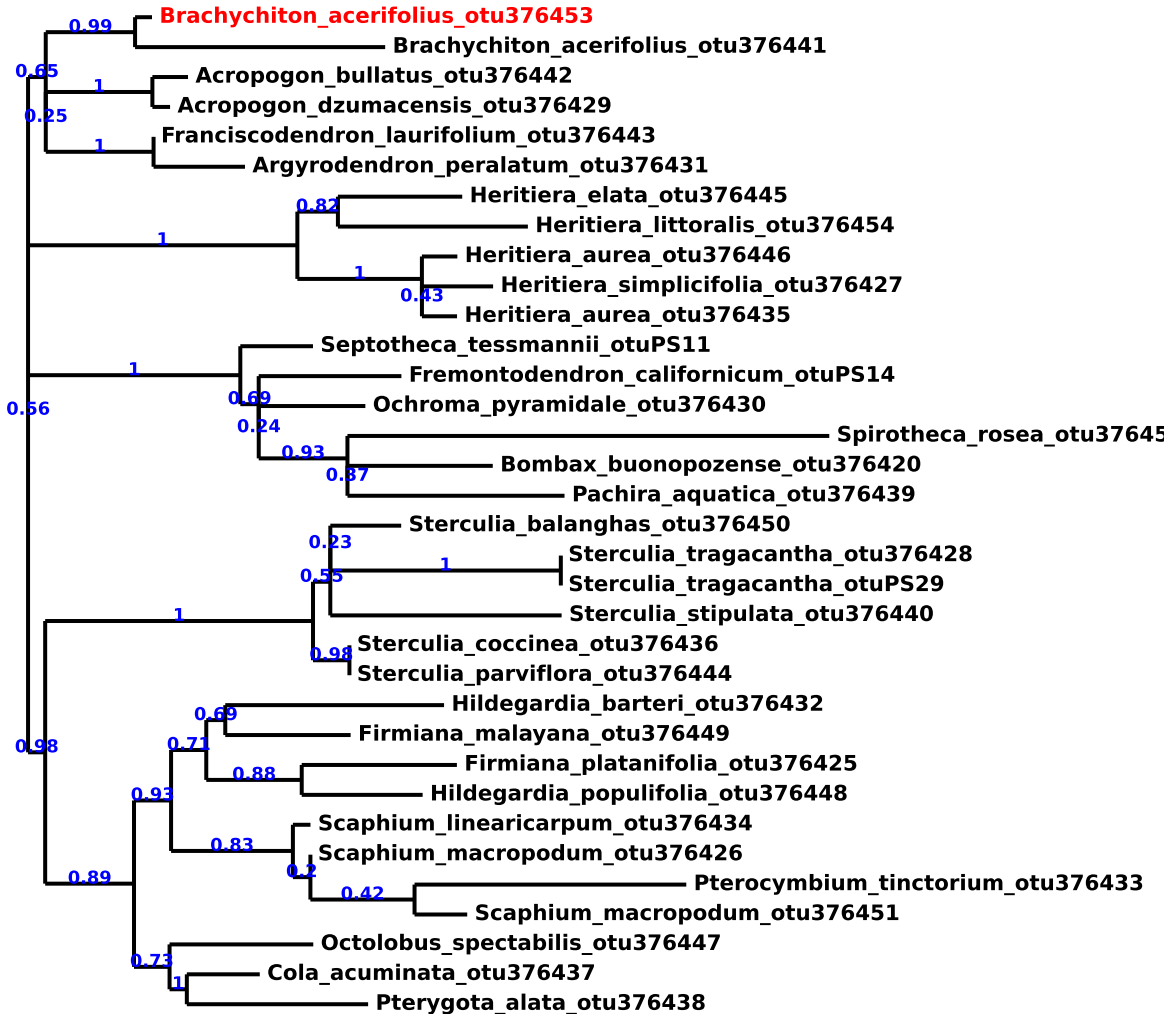 Brachychiton_acerifolius_otu376453
0.99
Brachychiton_acerifolius_otu376441
0.65
Acropogon_bullatus_otu376442
1
Acropogon_dzumacensis_otu376429
0.25
Franciscodendron_laurifolium_otu376443
1
Argyrodendron_peralatum_otu376431
Heritiera_elata_otu376445
0.82
Heritiera_littoralis_otu376454
1
Heritiera_aurea_otu376446
1
Heritiera_simplicifolia_otu376427
0.43
Heritiera_aurea_otu376435
Septotheca_tessmannii_otuPS11
1
Fremontodendron_californicum_otuPS14
0.69
Ochroma_pyramidale_otu376430
0.56
0.24
Spirotheca_rosea_otu37645
0.93
Bombax_buonopozense_otu376420
0.37
Pachira_aquatica_otu376439
Sterculia_balanghas_otu376450
0.23
Sterculia_tragacantha_otu376428
1
0.55
Sterculia_tragacantha_otuPS29
1
Sterculia_stipulata_otu376440
Sterculia_coccinea_otu376436
0.98
Sterculia_parviflora_otu376444
Hildegardia_barteri_otu376432
0.69
Firmiana_malayana_otu376449
0.98
0.71
Firmiana_platanifolia_otu376425
0.88
Hildegardia_populifolia_otu376448
0.93
Scaphium_linearicarpum_otu376434
0.83
Scaphium_macropodum_otu376426
0.2
0.89
Pterocymbium_tinctorium_otu376433
0.42
Scaphium_macropodum_otu376451
Octolobus_spectabilis_otu376447
0.73
Cola_acuminata_otu376437
1
Pterygota_alata_otu376438